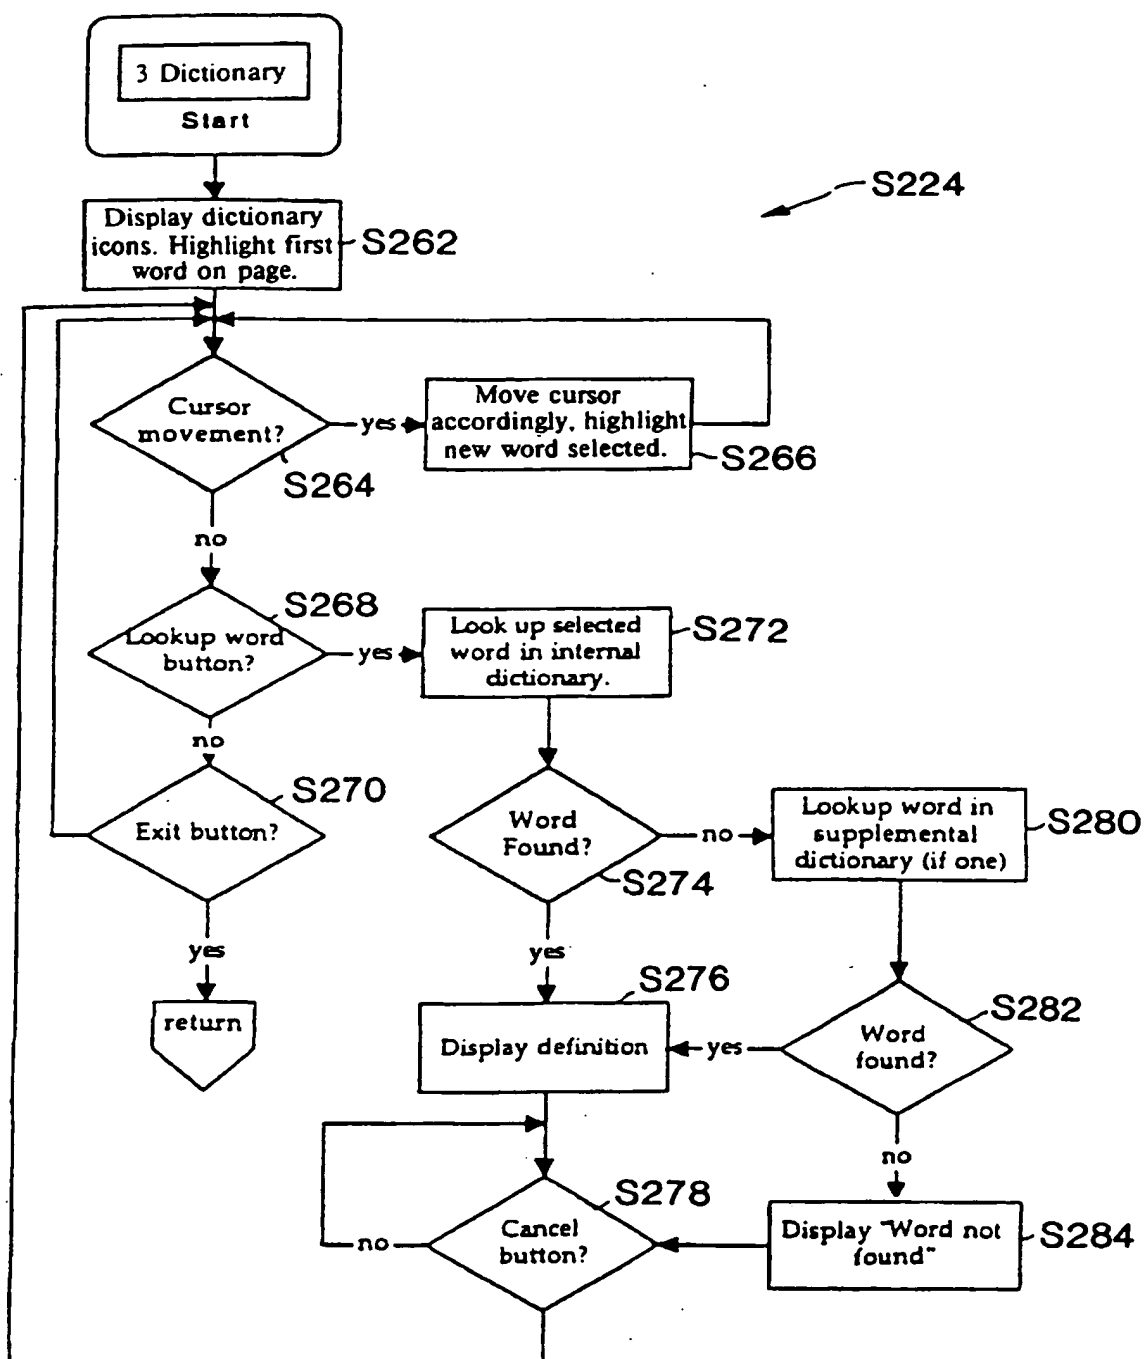 3 Dictionary
Start
S224
Display dictionary
icons. Highlight first
word on page.
S262
Cursor
movement?
S264
yes
Move cursor
accordingly, highlight
new word selected.
S266
no
Lookup word
button?
S268
yes
Look up selected
word in internal
dictionary.
S272
no
Exit button?
S270
Word
Found?
S274
no
Lookup word in
supplemental
dictionary (if one)
S280
yes
return
yes
Display definition
S276
yes
Word
found?
S282
no
Cancel
button?
S278
no
Display "Word not
found"
S284